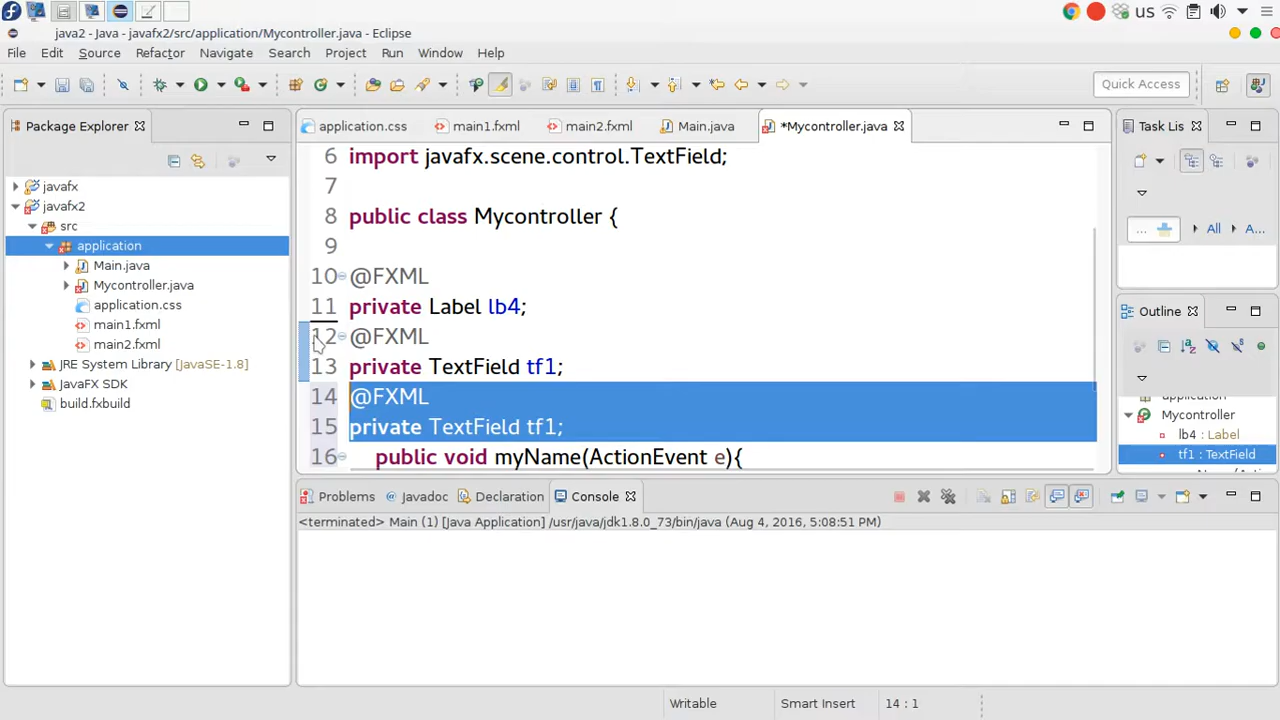 us
java2 - Java - javafx2/src/application/Mycontroller.java - Eclipse
File Edit Source Refactor Navigate Search Project Run Window Help
Quick Access
Package Explorer
application.css main1.fxml main2.fxml Main.java *Mycontroller.java
Task Lis
javafx
javafx2
src
application
Main.java
Mycontroller.java
application.css
main1.fxml
main2.fxml
JRE System Library [JavaSE-1.8]
JavaFX SDK
build.fxbuild
6 import javafx.scene.control.TextField;
7
8 public class Mycontroller {
9
10 @FXML
11 private Label lb4;
12 @FXML
13 private TextField tf1;
14 @FXML
15 private TextField tf1;
16 public void myName(ActionEvent e){
... All A...
Outline
application
Mycontroller
lb4 : Label
tf1 : TextField
Problems Javadoc Declaration Console
<terminated> Main (1) [Java Application] /usr/java/jdk1.8.0_73/bin/java (Aug 4, 2016, 5:08:51 PM)
Writable Smart Insert 14 : 1